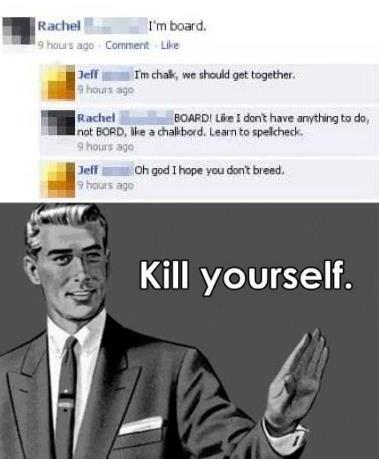 Rachel I'm board.
9 hours ago · Comment · Like
Jeff I'm chalk, we should get together.
9 hours ago
Rachel BOARD! Like I don't have anything to do,
not BORD, like a chalkbord. Learn to spellcheck.
9 hours ago
Jeff Oh god I hope you don't breed.
9 hours ago
Kill yourself.